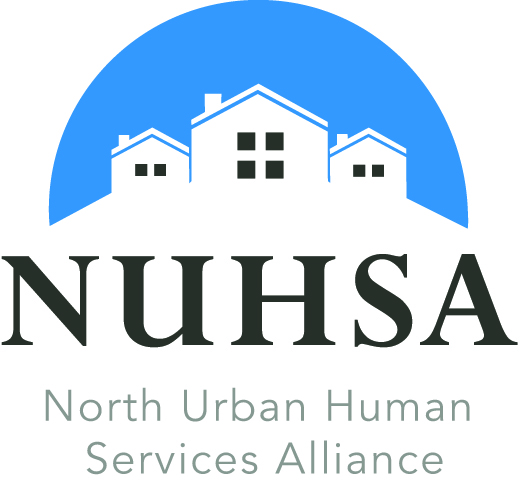 NUHSA
North Urban Human
Services Alliance